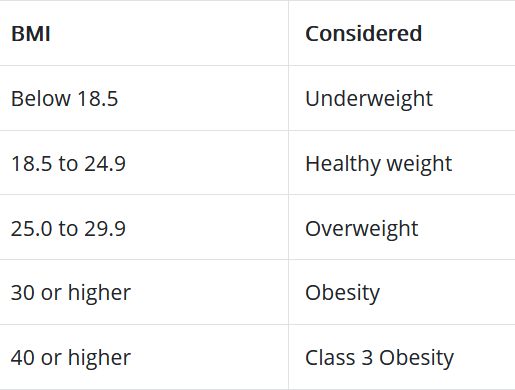 BMI Considered
Below 18.5 Underweight
18.5 to 24.9 Healthy weight
25.0 to 29.9 Overweight
30 or higher Obesity
40 or higher Class 3 Obesity